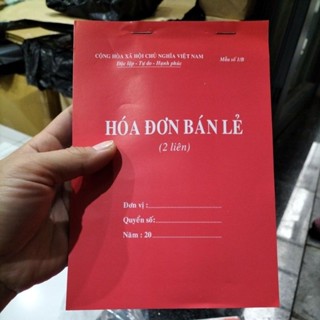 CỘNG HÒA XÃ HỘI CHỦ NGHĨA VIỆT NAM
Độc lập - Tự do - Hạnh phúc
Mẫu số 3/B
HÓA ĐƠN BÁN LẺ
(2 liên)
Đơn vị :
Quyển số:
Năm : 20